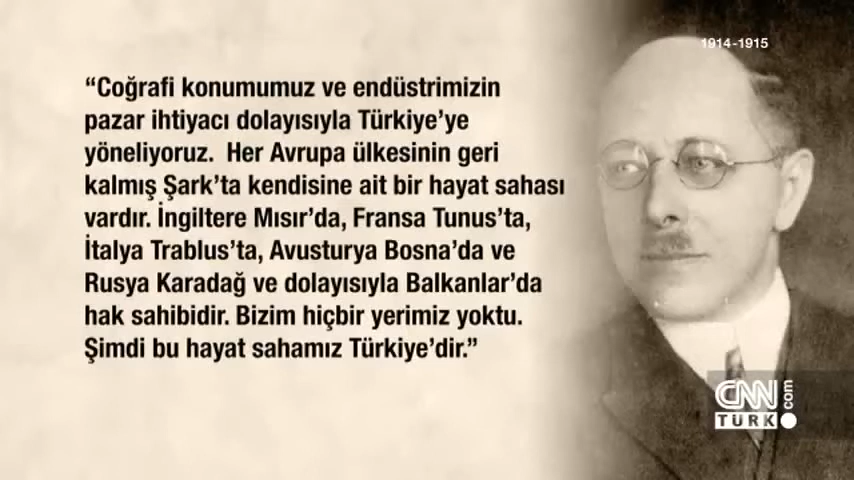 1914-1915
“Coğrafi konumumuz ve endüstrimizin
pazar ihtiyacı dolayısıyla Türkiye’ye
yöneliyoruz. Her Avrupa ülkesinin geri
kalmış Şark’ta kendisine ait bir hayat sahası
vardır. İngiltere Mısır’da, Fransa Tunus’ta,
İtalya Trablus’ta, Avusturya Bosna’da ve
Rusya Karadağ ve dolayısıyla Balkanlar’da
hak sahibidir. Bizim hiçbir yerimiz yoktu.
Şimdi bu hayat sahamız Türkiye’dir.”
CNN
TÜRK
.com